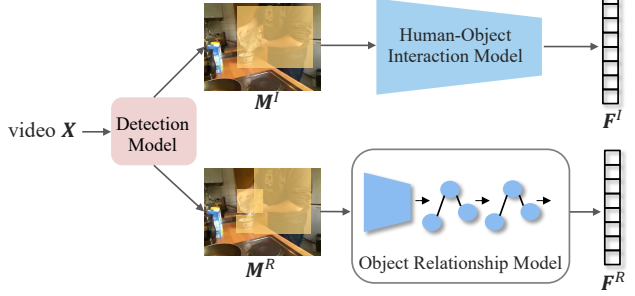 Human-Object
Interaction Model
M^I
F^I
video X
Detection
Model
M^R
Object Relationship Model
F^R